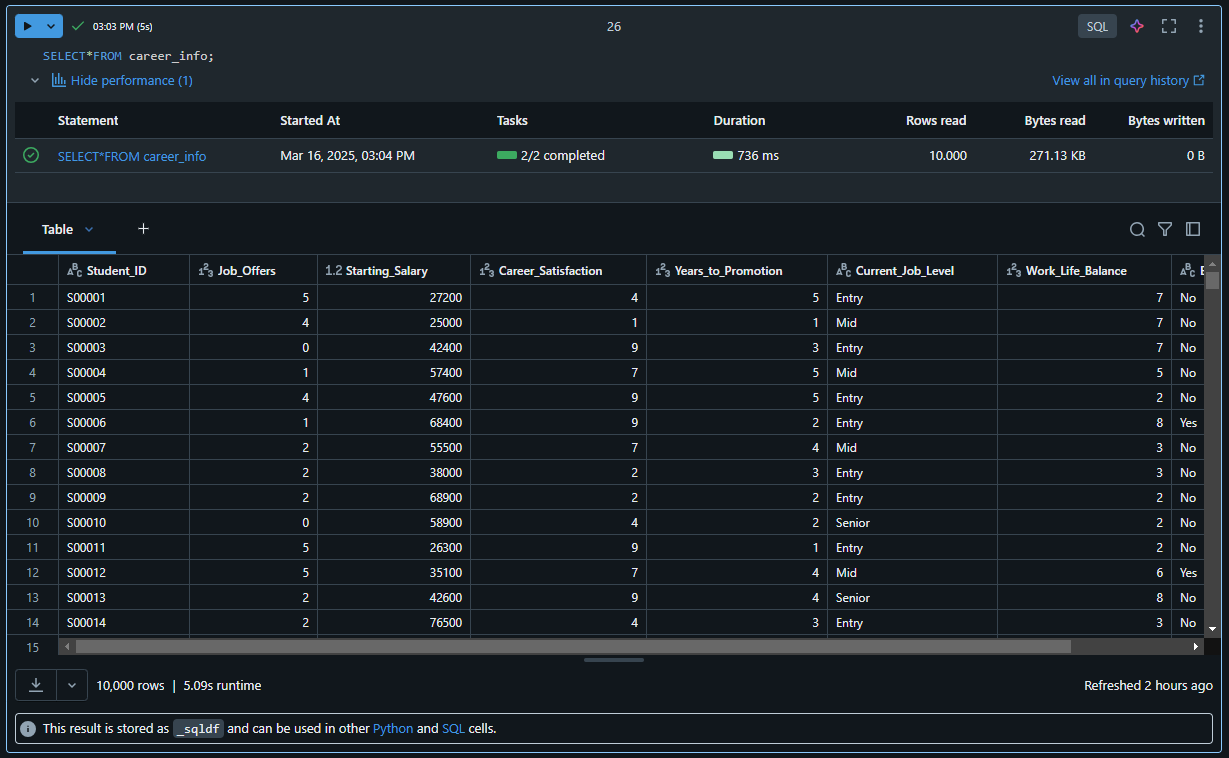 03:03 PM (5s) 26 SQL
SELECT*FROM career_info;
Hide performance (1) View all in query history
Statement Started At Tasks Duration Rows read Bytes read Bytes written
SELECT*FROM career_info Mar 16, 2025, 03:04 PM 2/2 completed 736 ms 10.000 271.13 KB 0 B
Table +
ABC Student_ID 123 Job_Offers 1.2 Starting_Salary 123 Career_Satisfaction 123 Years_to_Promotion ABC Current_Job_Level 123 Work_Life_Balance ABC
1 S00001 5 27200 4 5 Entry 7 No
2 S00002 4 25000 1 1 Mid 7 No
3 S00003 0 42400 9 3 Entry 7 No
4 S00004 1 57400 7 5 Mid 5 No
5 S00005 4 47600 9 5 Entry 2 No
6 S00006 1 68400 9 2 Entry 8 Yes
7 S00007 2 55500 7 4 Mid 3 No
8 S00008 2 38000 2 3 Entry 3 No
9 S00009 2 68900 2 2 Entry 2 No
10 S00010 0 58900 4 2 Senior 2 No
11 S00011 5 26300 9 1 Entry 2 No
12 S00012 5 35100 7 4 Mid 6 Yes
13 S00013 2 42600 9 4 Senior 8 No
14 S00014 2 76500 4 3 Entry 3 No
15
10,000 rows | 5.09s runtime Refreshed 2 hours ago
This result is stored as _sqldf and can be used in other Python and SQL cells.